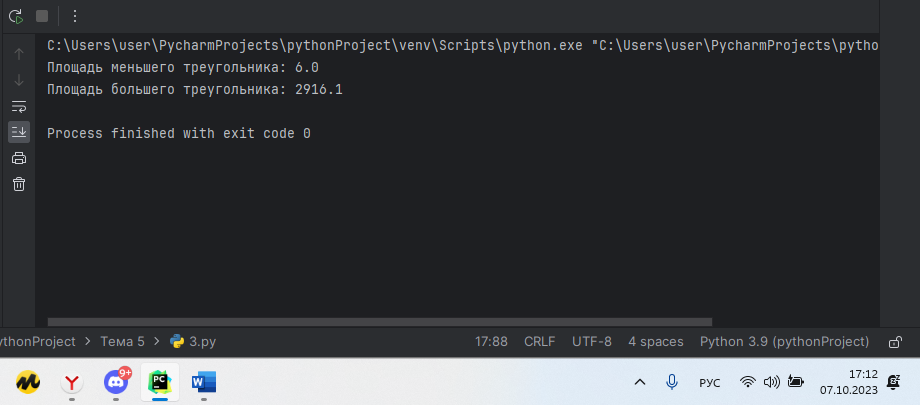 C:\Users\user\PycharmProjects\pythonProject\venv\Scripts\python.exe "C:\Users\user\PycharmProjects\pytho
Площадь меньшего треугольника: 6.0
Площадь большего треугольника: 2916.1
Process finished with exit code 0
ythonProject > Тема 5 > 3.py 17:88 CRLF UTF-8 4 spaces Python 3.9 (pythonProject)
9+ PC W РУС 17:12
07.10.2023